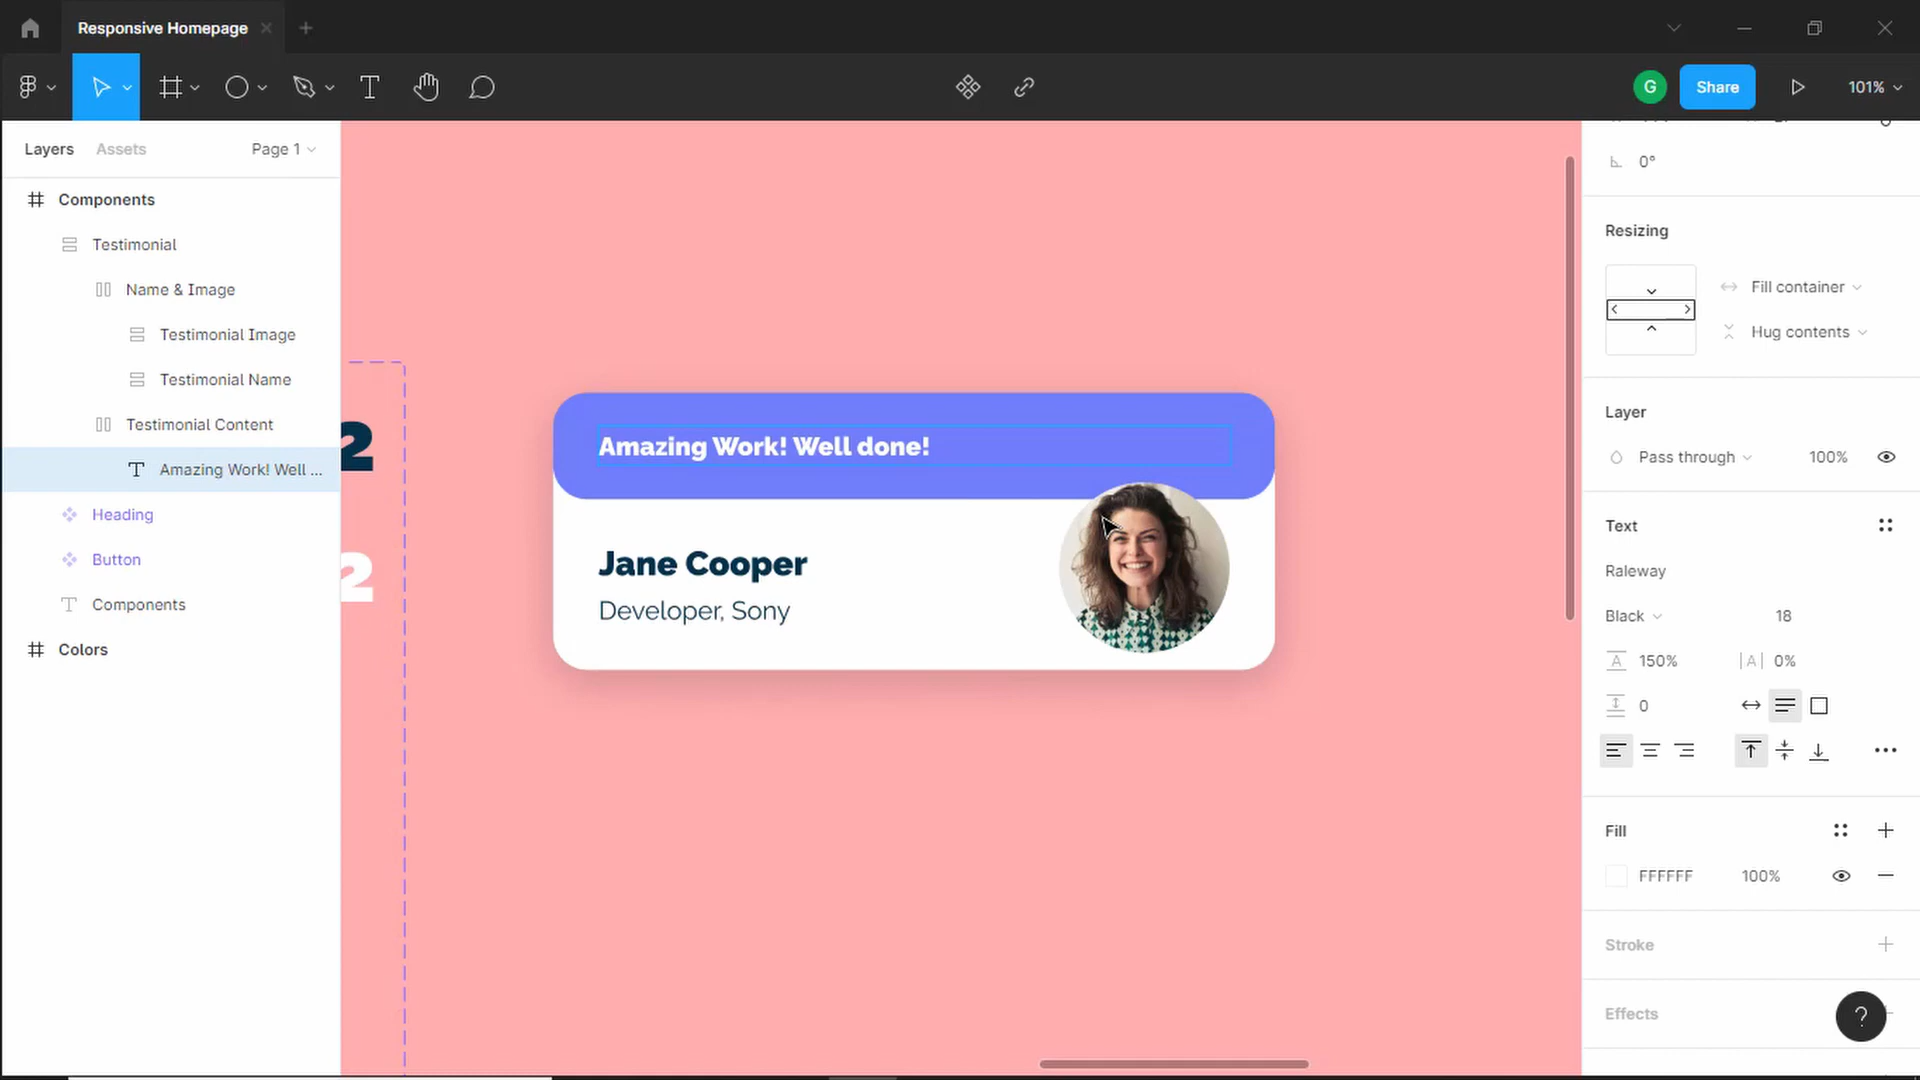 Responsive Homepage
G
Share
101%
Layers
Assets
Page 1
Components
Testimonial
Name & Image
Testimonial Image
Testimonial Name
Testimonial Content
Amazing Work! Well ...
Heading
Button
Components
Colors
2
2
Amazing Work! Well done!
Jane Cooper
Developer, Sony
0°
Resizing
Fill container
Hug contents
Layer
Pass through
100%
Text
Raleway
Black
18
150%
0%
0
Fill
FFFFFF
100%
Stroke
Effects
?